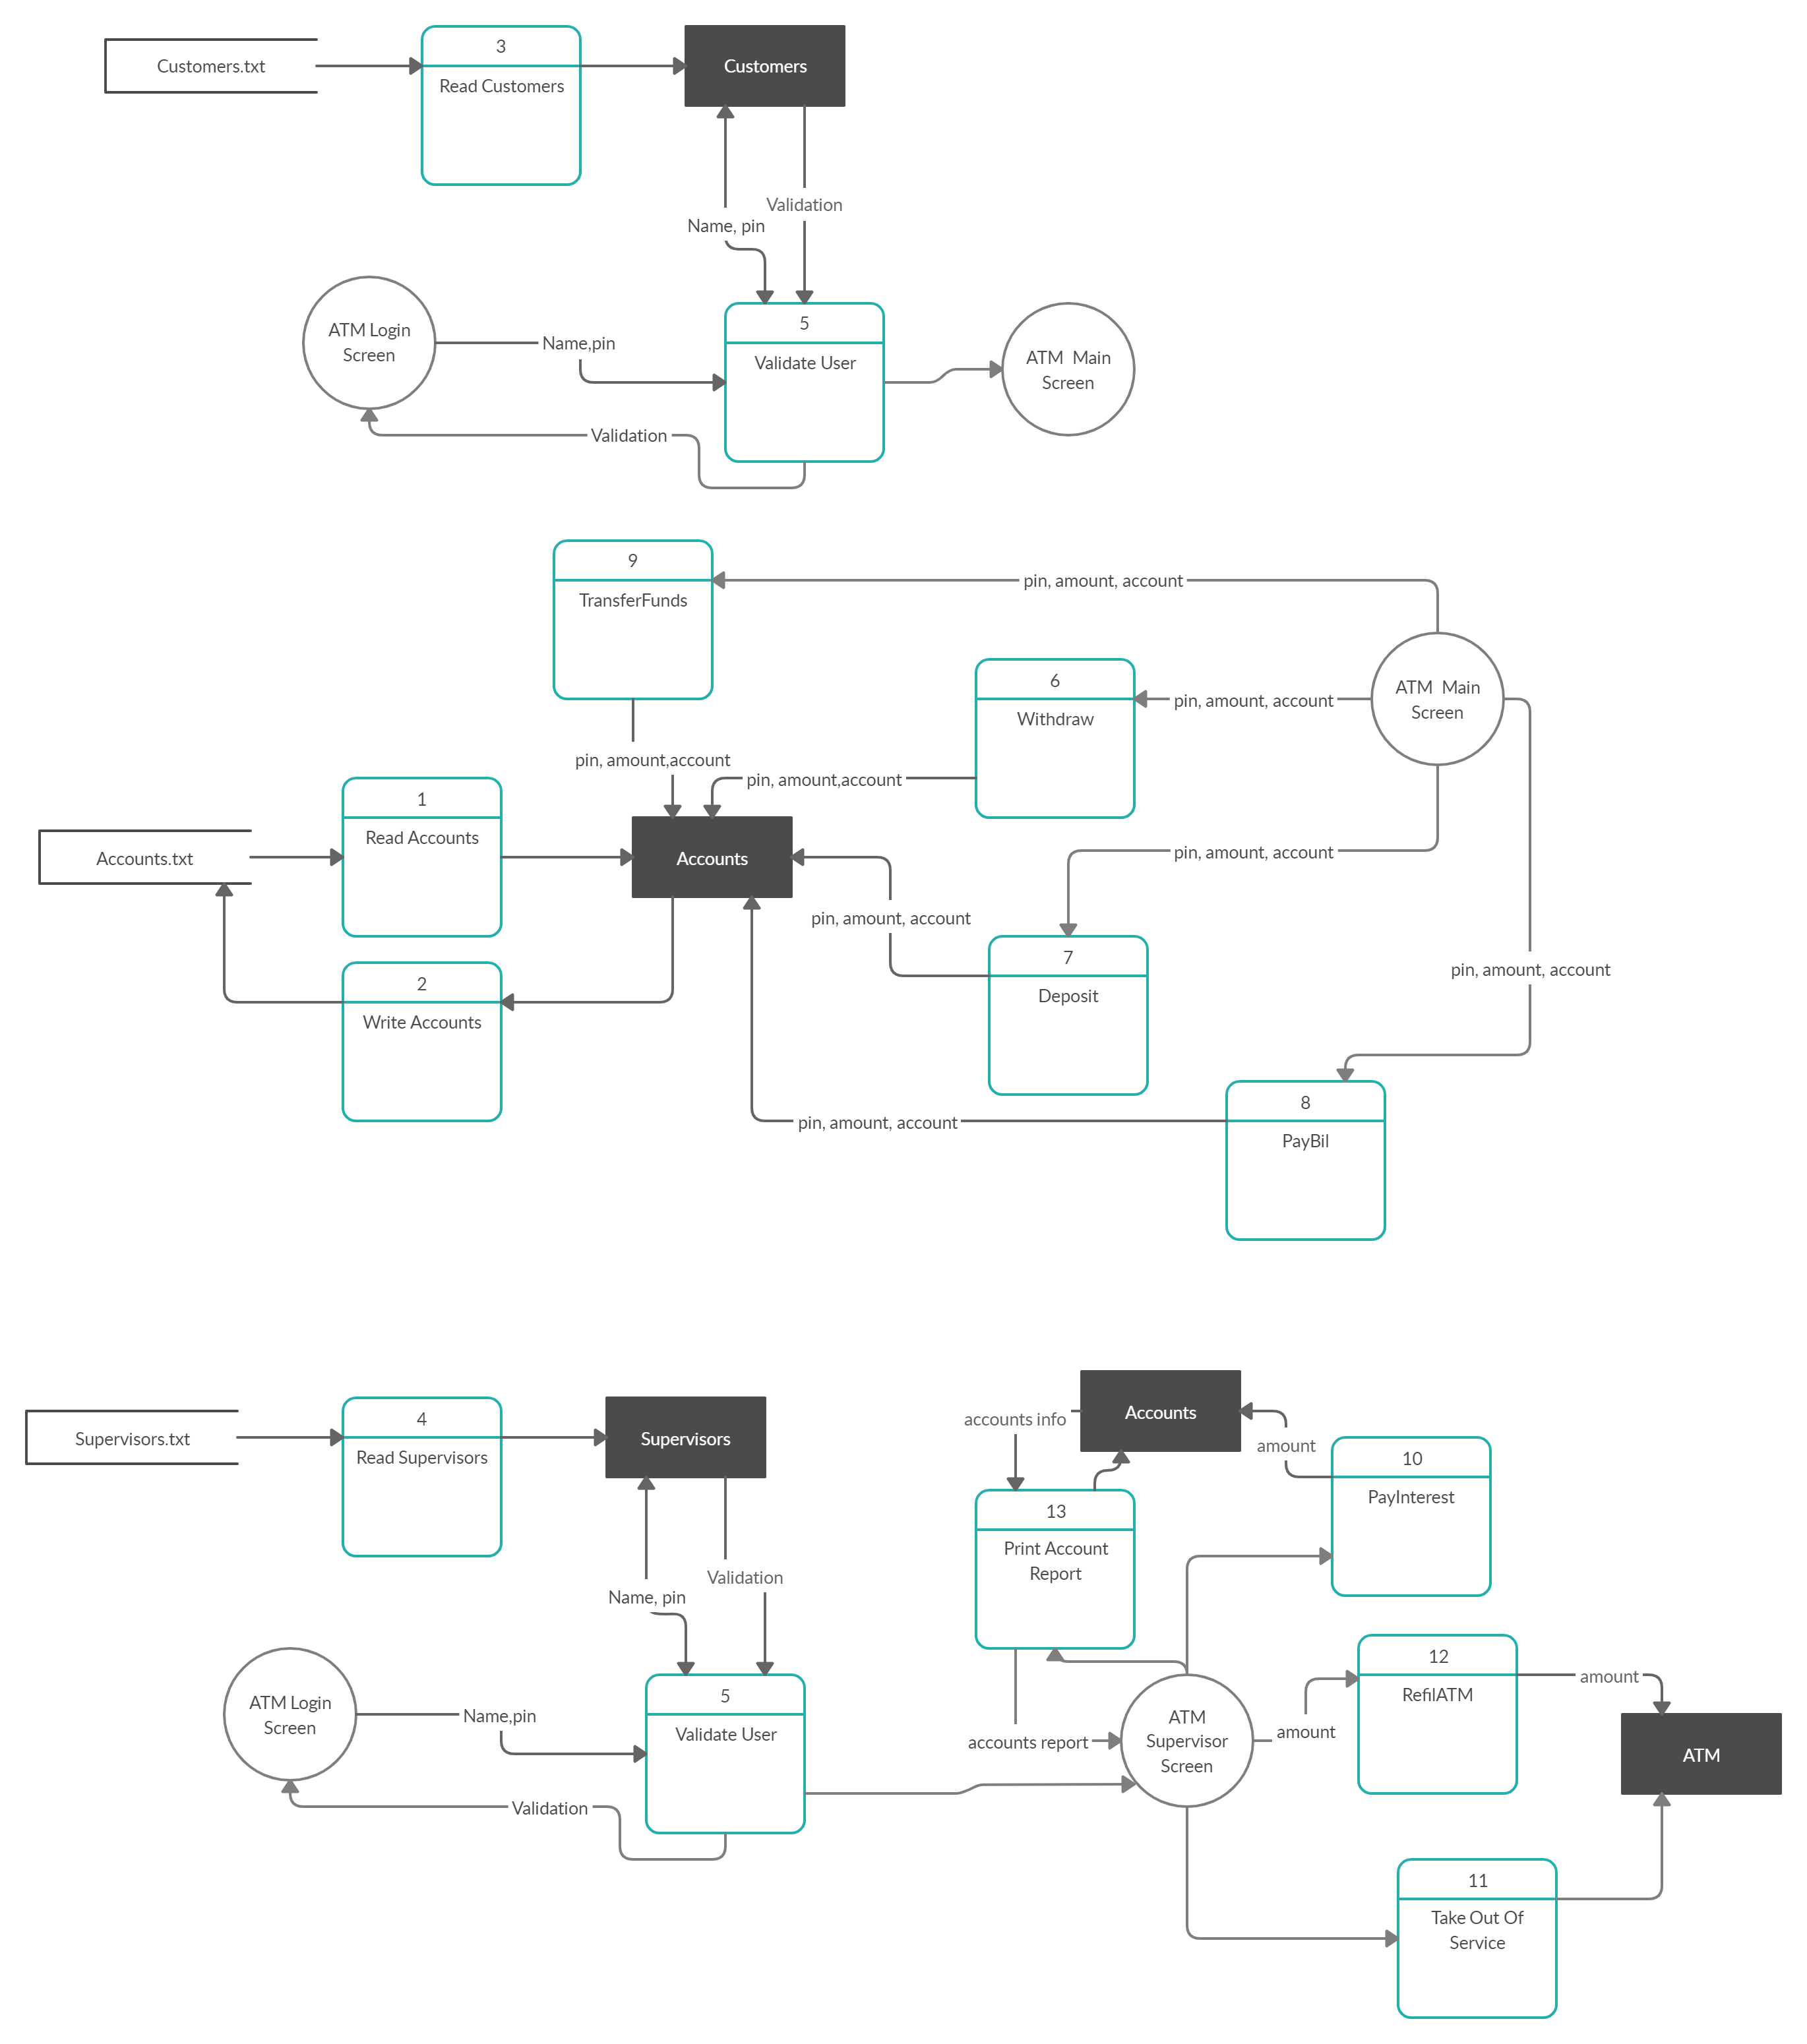 Customers.txt
3
Read Customers
Customers
Validation
Name, pin
ATM Login
Screen
Name,pin
5
Validate User
ATM  Main
Screen
Validation
9
TransferFunds
pin, amount, account
6
Withdraw
pin, amount, account
ATM  Main
Screen
pin, amount,account
pin, amount,account
1
Read Accounts
Accounts.txt
Accounts
pin, amount, account
pin, amount, account
7
Deposit
2
Write Accounts
pin, amount, account
8
PayBil
pin, amount, account
Supervisors.txt
4
Read Supervisors
Supervisors
accounts info
Accounts
amount
10
PayInterest
13
Print Account
Report
Validation
Name, pin
ATM Login
Screen
Name,pin
5
Validate User
Validation
accounts report
ATM
Supervisor
Screen
amount
12
RefilATM
amount
ATM
11
Take Out Of
Service